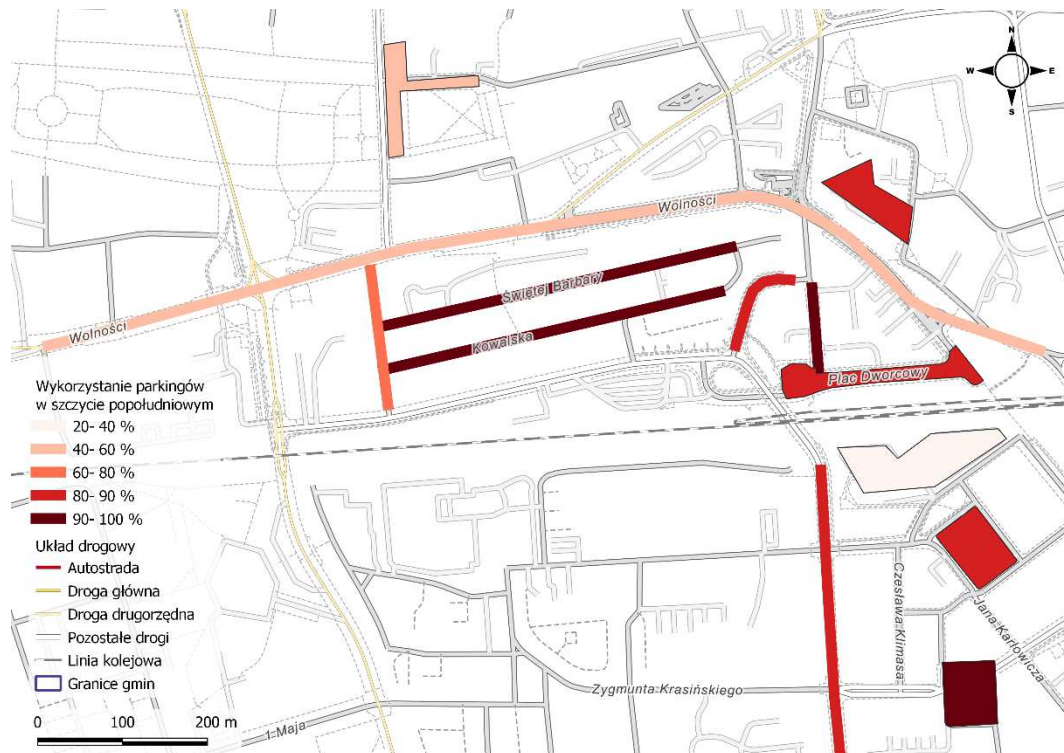 N
W E
S
Wolności
Wolności
Świętej Barbary
Kowalska
Plac Dworcowy
Wykorzystanie parkingów
w szczycie popołudniowym
20- 40 %
40- 60 %
60- 80 %
80- 90 %
90- 100 %
Układ drogowy
Autostrada
Droga główna
Droga drugorzędna
Pozostałe drogi
Linia kolejowa
Granice gmin
0 100 200 m
1 Maja
Zygmunta Krasińskiego
Czesława Klimasa
Jana Karłowicza